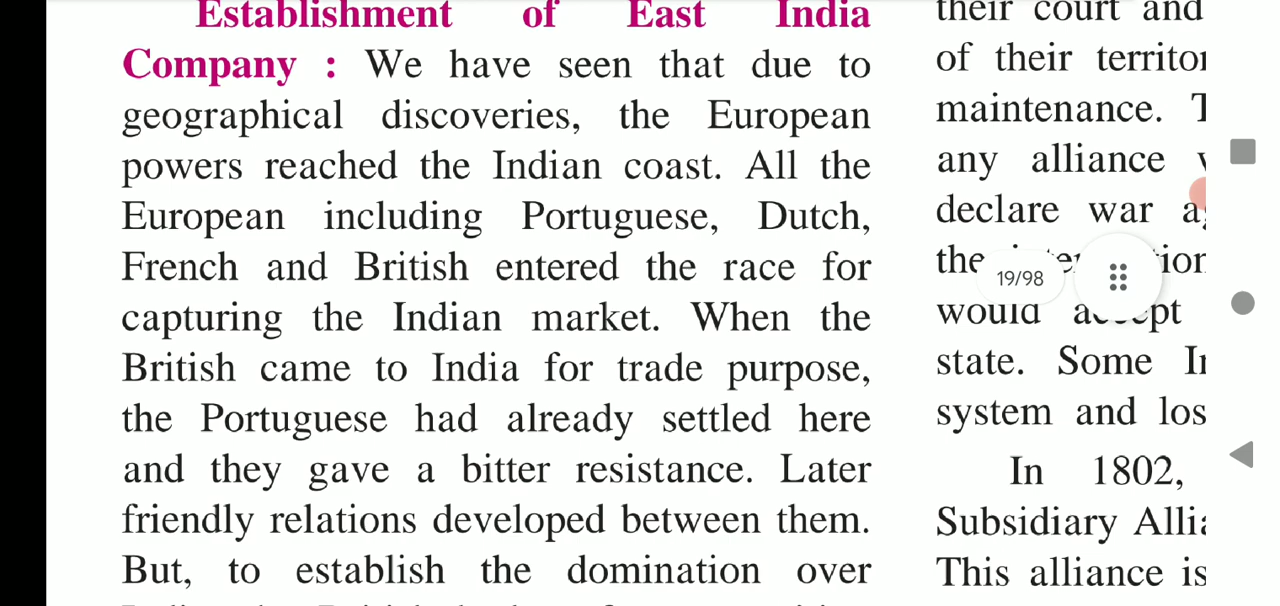 Establishment of East India
Company : We have seen that due to
geographical discoveries, the European
powers reached the Indian coast. All the
European including Portuguese, Dutch,
French and British entered the race for
capturing the Indian market. When the
British came to India for trade purpose,
the Portuguese had already settled here
and they gave a bitter resistance. Later
friendly relations developed between them.
But, to establish the domination over
their court and
of their
maintenance.
any alliance
declare war
the
would
state. Some
system and
In 1802,
Subsidiary
This alliance is
19/98